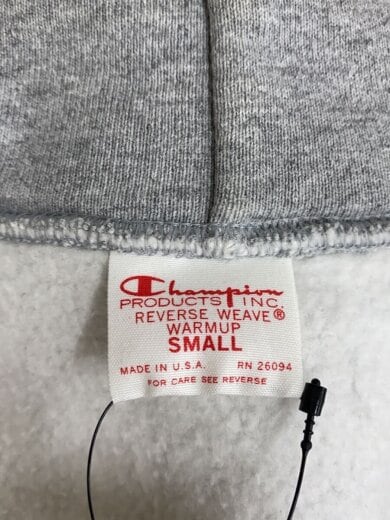 Champion
PRODUCTS INC.
REVERSE WEAVE®
WARMUP
SMALL
MADE IN U.S.A. RN 26094
FOR CARE SEE REVERSE